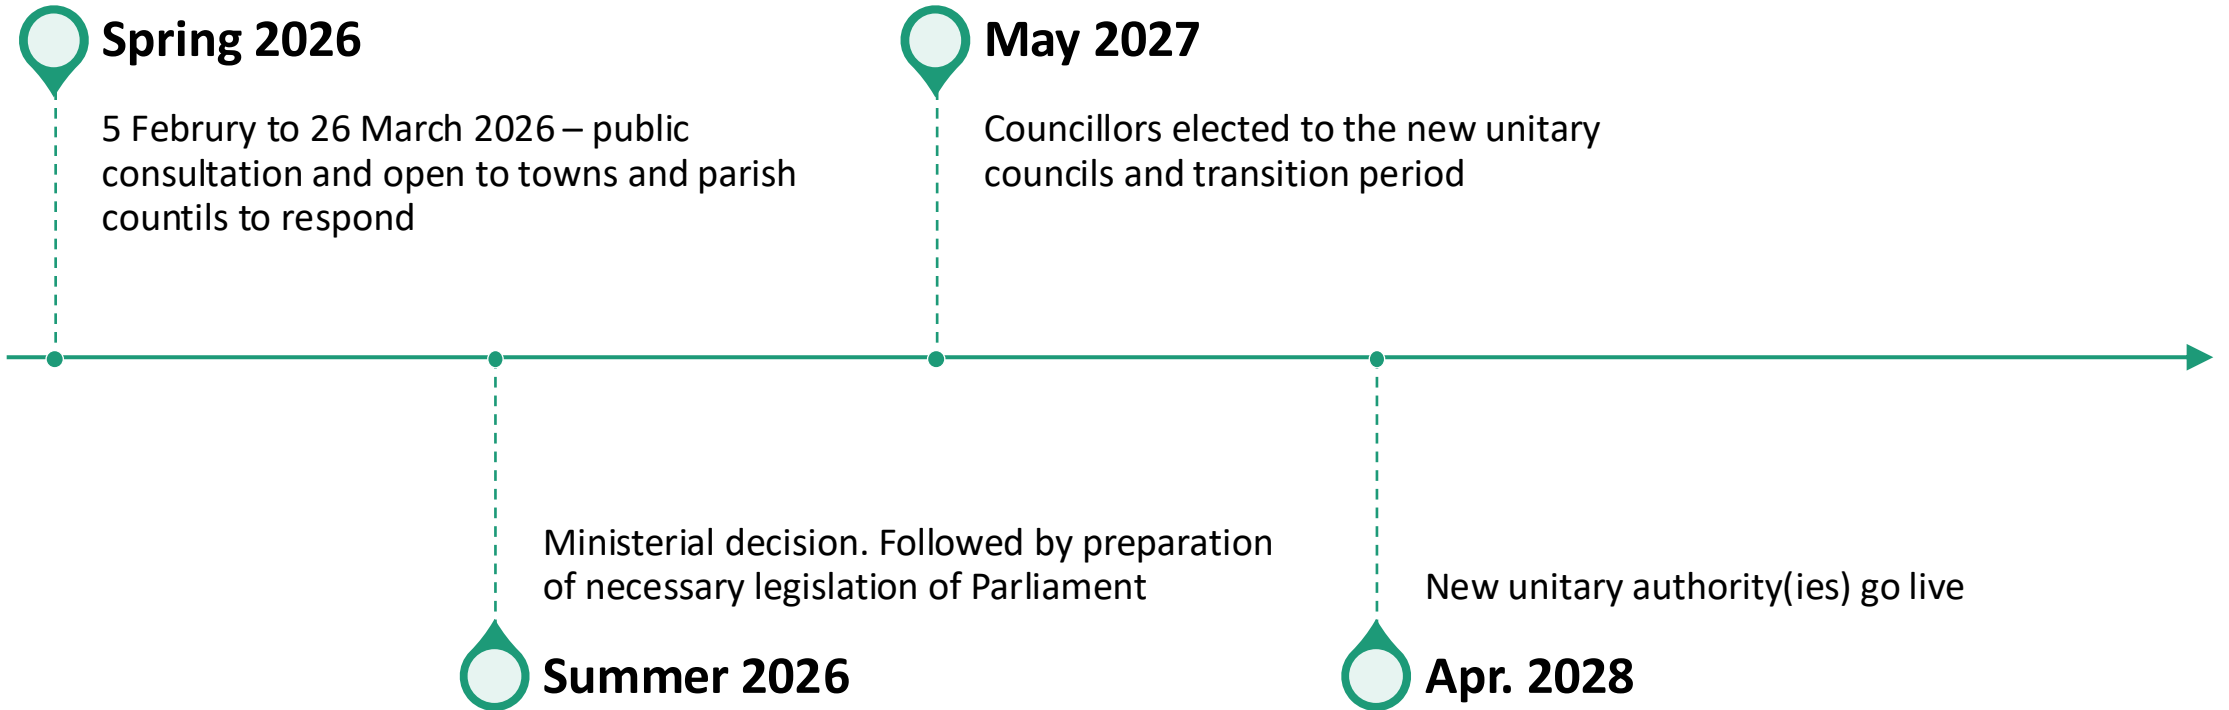 Spring 2026
5 Februry to 26 March 2026 – public
consultation and open to towns and parish
countils to respond
May 2027
Councillors elected to the new unitary
councils and transition period
Ministerial decision. Followed by preparation
of necessary legislation of Parliament
Summer 2026
New unitary authority(ies) go live
Apr. 2028